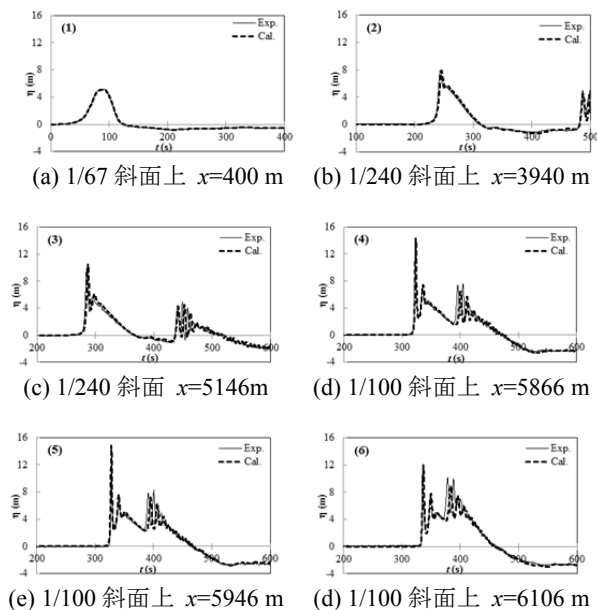 16
12
8
4
0
-4
η (m)
(1)
Exp.
Cal.
0 100 200 300 400
t (s)
(a) 1/67 斜面上 x=400 m
16
12
8
4
0
-4
η (m)
(2)
Exp.
Cal.
100 200 300 400 500
t (s)
(b) 1/240 斜面上 x=3940 m
16
12
8
4
0
-4
η (m)
(3)
Exp.
Cal.
200 300 400 500 600
t (s)
(c) 1/240 斜面 x=5146m
16
12
8
4
0
-4
η (m)
(4)
Exp.
Cal.
200 300 400 500 600
t (s)
(d) 1/100 斜面上 x=5866 m
16
12
8
4
0
-4
η (m)
(5)
Exp.
Cal.
200 300 400 500 600
t (s)
(e) 1/100 斜面上 x=5946 m
16
12
8
4
0
-4
η (m)
(6)
Exp.
Cal.
200 300 400 500 600
t (s)
(d) 1/100 斜面上 x=6106 m